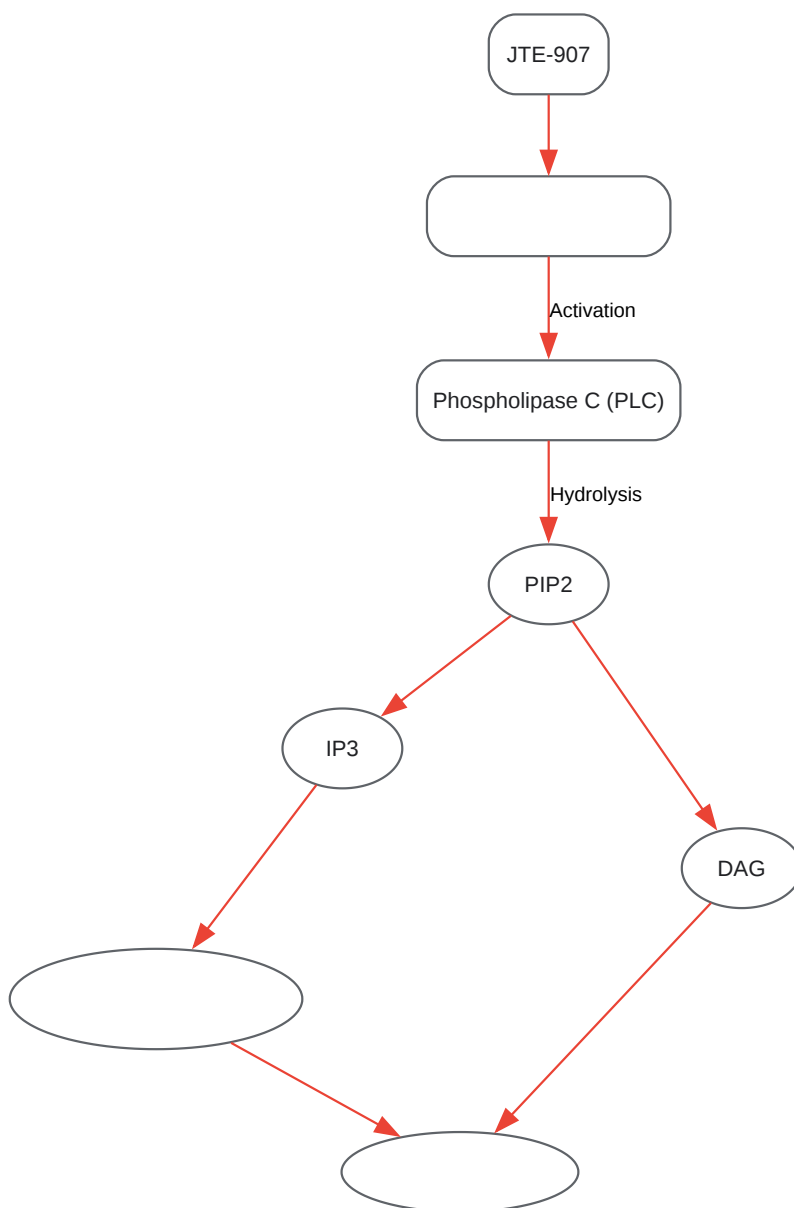 JTE-907
Activation
Phospholipase C (PLC)
Hydrolysis
PIP2
IP3
DAG